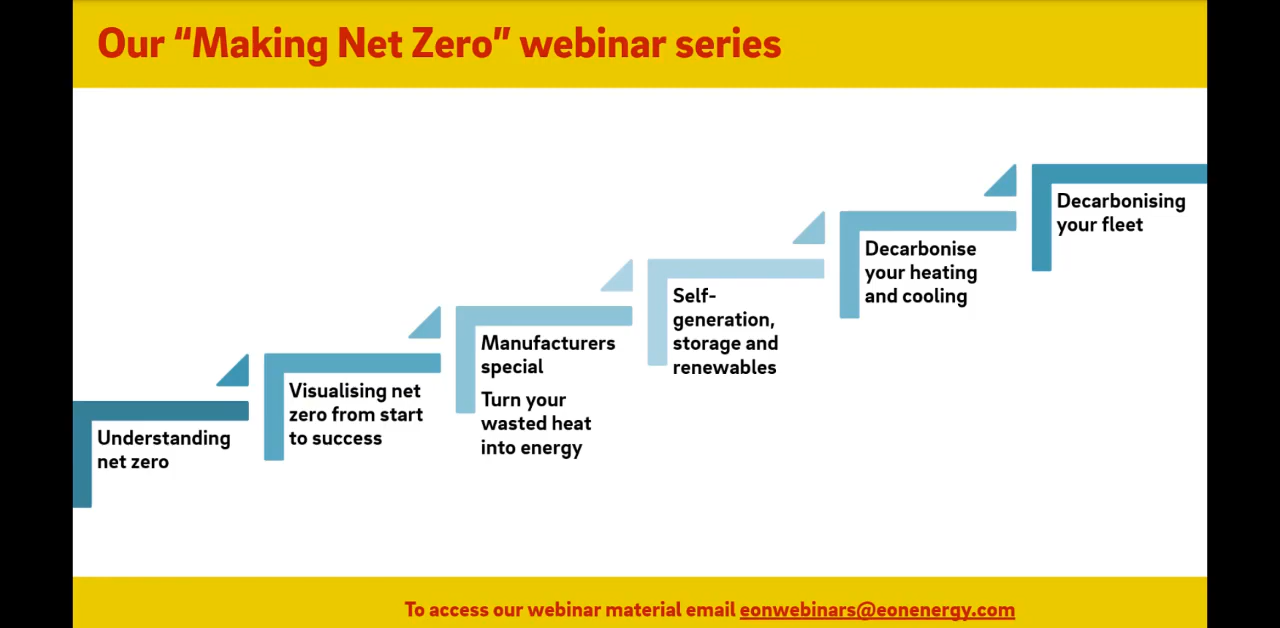 Our “Making Net Zero” webinar series
Understanding
net zero
Visualising net
zero from start
to success
Manufacturers
special
Turn your
wasted heat
into energy
Self-
generation,
storage and
renewables
Decarbonise
your heating
and cooling
Decarbonising
your fleet
To access our webinar material email eonwebinars@eonenergy.com